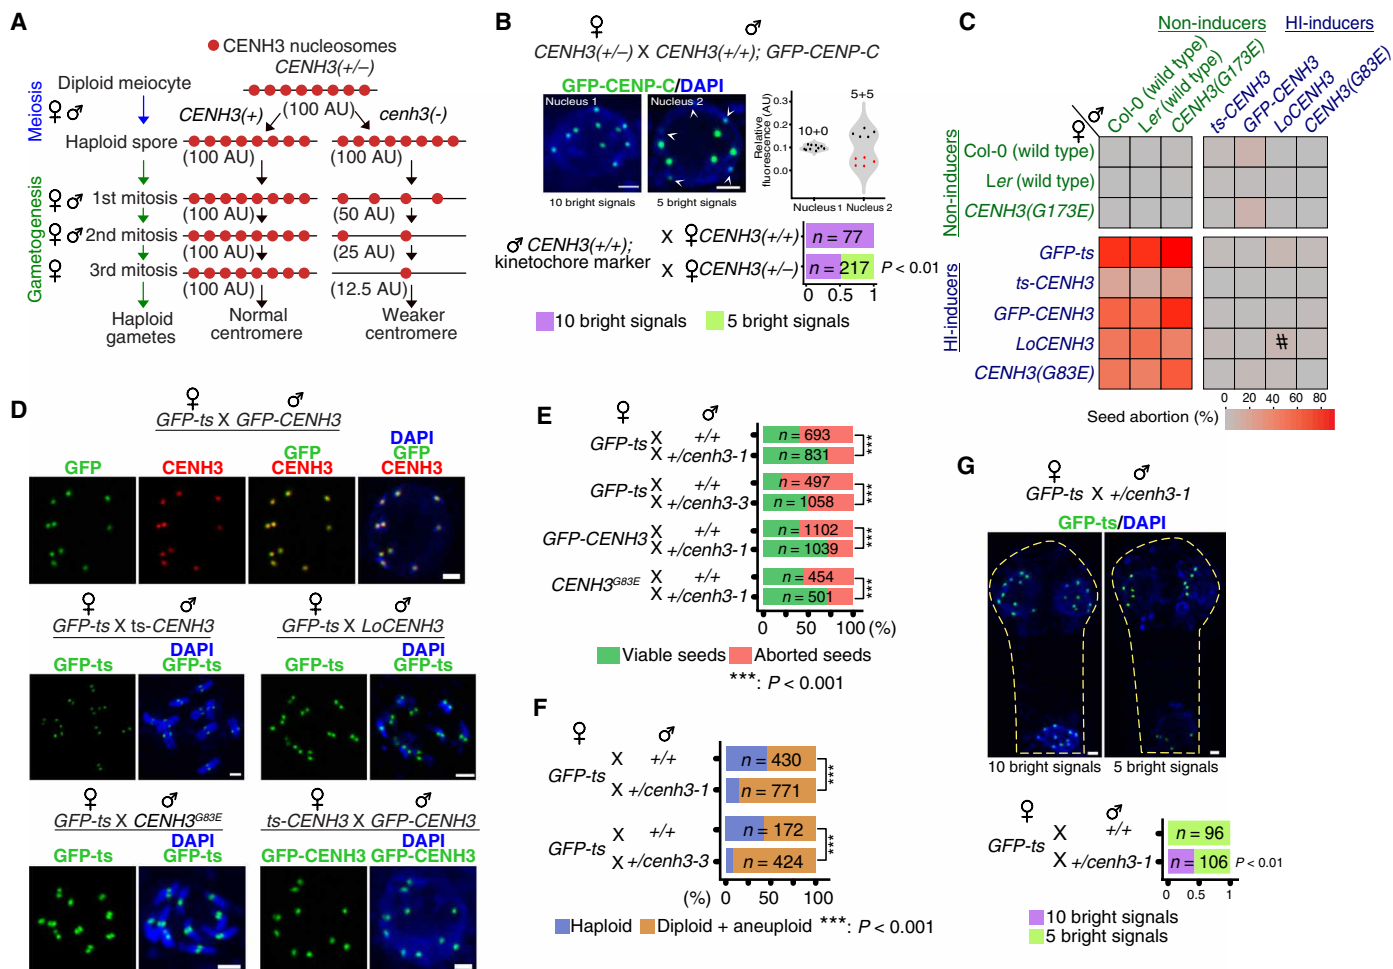 A
CENH3 nucleosomes
CENH3(+/−)
Meiosis
Diploid meiocyte
(100 AU)
CENH3(+)
cenh3(-)
Haploid spore
(100 AU)
(100 AU)
Gametogenesis
1st mitosis
(100 AU)
(50 AU)
2nd mitosis
(100 AU)
(25 AU)
3rd mitosis
(100 AU)
(12.5 AU)
Haploid gametes
Normal centromere
Weaker centromere
B
♀ ♂
CENH3(+/−) X CENH3(+/+); GFP-CENP-C
GFP-CENP-C/DAPI
Nucleus 1
Nucleus 2
10 bright signals
5 bright signals
Relative fluorescence (AU)
0.3
0.2
0.1
0.0
10+0
5+5
Nucleus 1
Nucleus 2
♂ CENH3(+/+); kinetochore marker
X ♀ CENH3(+/+)
n = 77
X ♀ CENH3(+/−)
n = 217
P < 0.01
0 0.5 1
10 bright signals
5 bright signals
C
Non-inducers
HI-inducers
♀ ♂
Col-0 (wild type)
Ler (wild type)
CENH3(G173E)
ts-CENH3
GFP-CENH3
LoCENH3
CENH3(G83E)
Non-inducers
Col-0 (wild type)
Ler (wild type)
CENH3(G173E)
HI-inducers
GFP-ts
ts-CENH3
GFP-CENH3
LoCENH3
#
CENH3(G83E)
Seed abortion (%)
0 20 40 60 80
D
♀ ♂
GFP-ts X GFP-CENH3
GFP
CENH3
GFP
CENH3
DAPI
GFP
CENH3
♀ ♂
GFP-ts X ts-CENH3
GFP-ts
DAPI
GFP-ts
♀ ♂
GFP-ts X LoCENH3
GFP-ts
DAPI
GFP-ts
♀ ♂
GFP-ts X CENH3G83E
GFP-ts
DAPI
GFP-ts
♀ ♂
ts-CENH3 X GFP-CENH3
GFP-CENH3
DAPI
GFP-CENH3
E
♀ ♂
GFP-ts
X +/+
n = 693
X +/cenh3-1
n = 831
***
GFP-ts
X +/+
n = 497
X +/cenh3-3
n = 1058
***
GFP-CENH3
X +/+
n = 1102
X +/cenh3-1
n = 1039
***
CENH3G83E
X +/+
n = 454
X +/cenh3-1
n = 501
***
0 50 100 (%)
Viable seeds
Aborted seeds
***: P < 0.001
F
♀ ♂
GFP-ts
X +/+
n = 430
X +/cenh3-1
n = 771
***
GFP-ts
X +/+
n = 172
X +/cenh3-3
n = 424
***
(%) 0 50 100
Haploid
Diploid + aneuploid
***: P < 0.001
G
♀ ♂
GFP-ts X +/cenh3-1
GFP-ts/DAPI
10 bright signals
5 bright signals
♀ ♂
GFP-ts
X +/+
n = 96
X +/cenh3-1
n = 106
P < 0.01
0 0.5 1
10 bright signals
5 bright signals